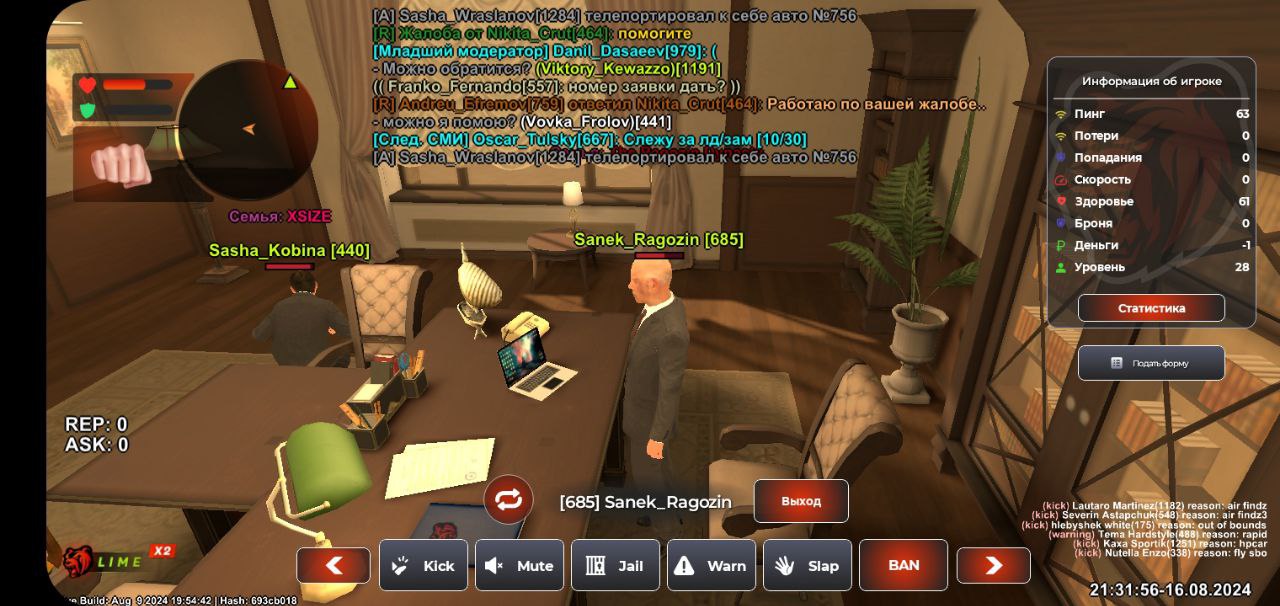 [A] Sasha_Wraslanov[1284] телепортировал к себе авто №756
[R] Жалоба от Nikita_Crut[464]: помогите
[Младший модератор] Danil_Dasaeev[979]: (
- Можно обратится? (Viktory_Kewazzo)[1191]
(( Franko_Fernando[557]: номер заявки дать? ))
[R] Andreu_Efremov[759] ответил Nikita_Crut[464]: Работаю по вашей жалобе..
- можно я помою? (Vovka_Frolov)[441]
[След. СМИ] Oscar_Tulsky[667]: Слежу за лд/зам [10/30]
[A] Sasha_Wraslanov[1284] телепортировал к себе авто №756
Информация об игроке
Пинг 63
Потери 0
Попадания 0
Скорость 0
Здоровье 61
Броня 0
Деньги -1
Уровень 28
Статистика
Подать форму
Семья: XSIZE
Sasha_Kobina [440]
Sanek_Ragozin [685]
REP: 0
ASK: 0
[685] Sanek_Ragozin
Выход
(kick) Lautaro Martinez(1182) reason: air findz
(kick) Severin Astapchuk(548) reason: air findz3
(kick) hlebyshek white(175) reason: out of bounds
(warning) Tema Hardstyle(488) reason: rapid
(kick) Kaxa Sportik(1251) reason: hpcar
(kick) Nutella Enzo(338) reason: fly sbo
LIME X2
Kick
Mute
Jail
Warn
Slap
BAN
21:31:56-16.08.2024
Build: Aug 9 2024 19:54:42 | Hash: 693cb018